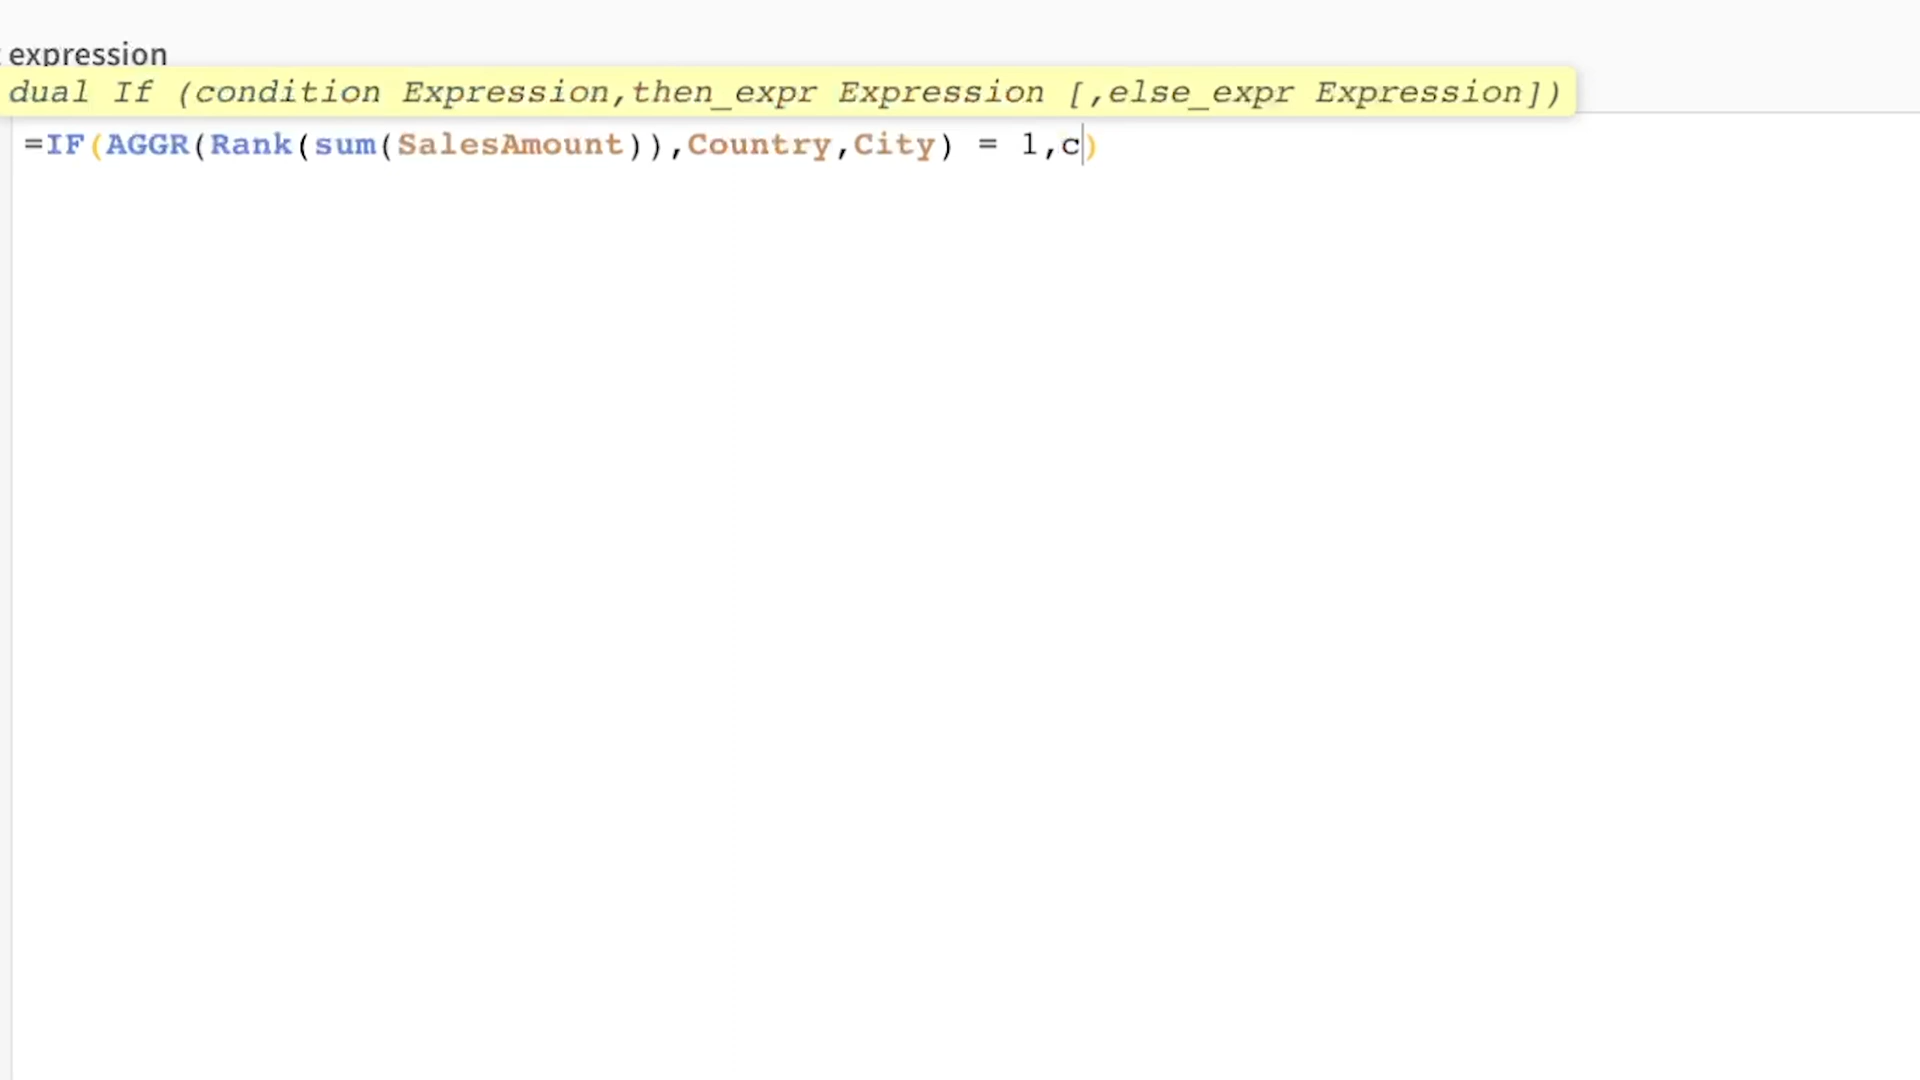 expression
dual If (condition Expression,then_expr Expression [,else_expr Expression])
=IF(AGGR(Rank(sum(SalesAmount)),Country,City) = 1,c)